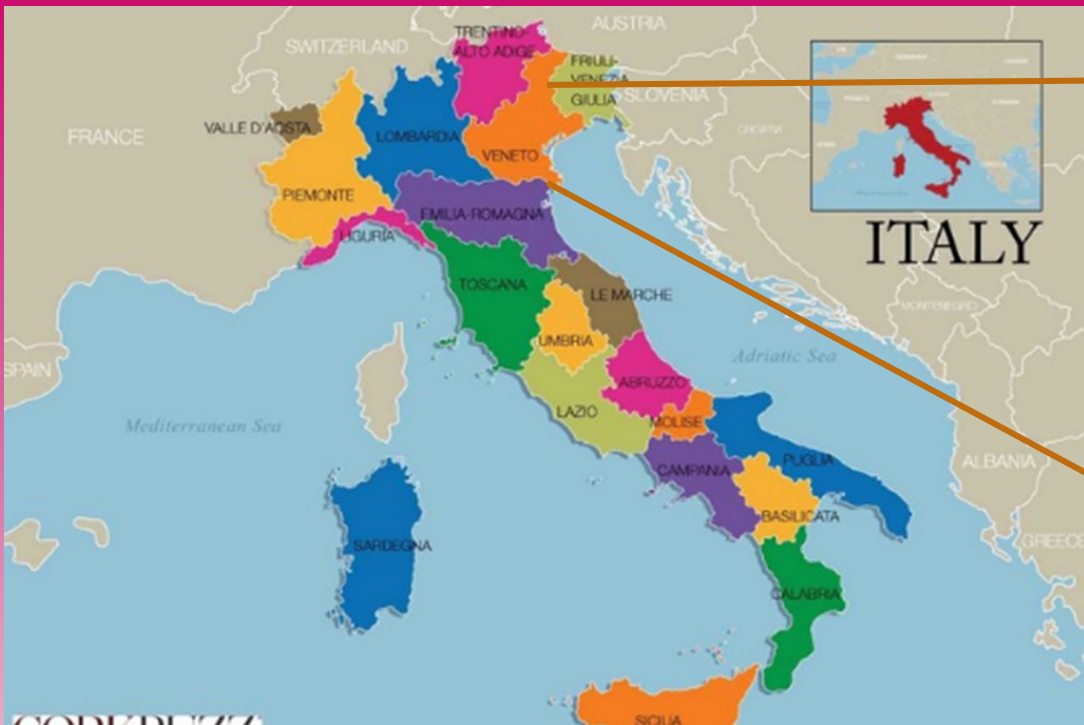 AUSTRIA
TRENTINO-
ALTO ADIGE
SWITZERLAND
FRIULI-
VENEZIA
GIULIA
SLOVENIA
FRANCE
VALLE D'AOSTA
LOMBARDIA
CROATIA
VENETO
PIEMONTE
EMILIA-ROMAGNA
LIGURIA
ITALY
TOSCANA
LE MARCHE
MONTENEGRO
UMBRIA
Adriatic Sea
SPAIN
ABRUZZO
LAZIO
MOLISE
Mediterranean Sea
PUGLIA
ALBANIA
CAMPANIA
BASILICATA
GREECE
SARDEGNA
CALABRIA
SICILIA